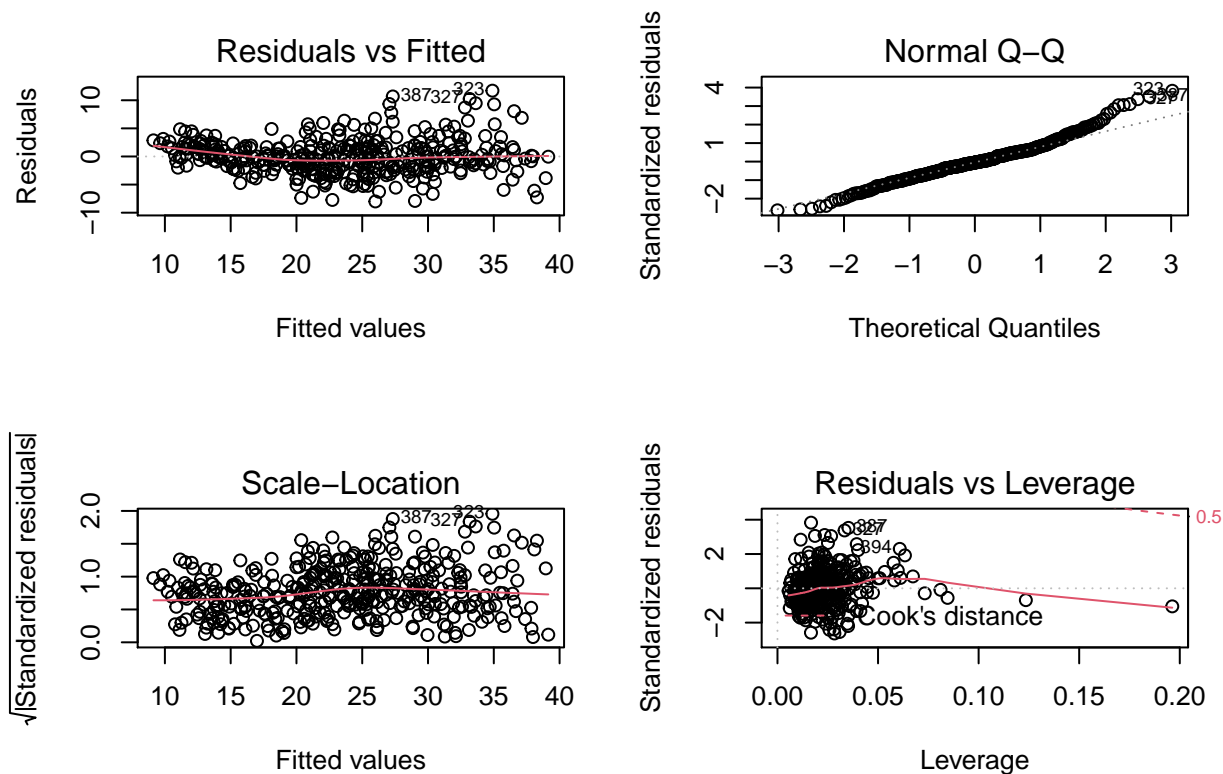 Residuals vs Fitted
Residuals
10
0
−10
387
327
323
10 15 20 25 30 35 40
Fitted values
Normal Q−Q
Standardized residuals
4
1
−2
323
387
327
−3 −2 −1 0 1 2 3
Theoretical Quantiles
Scale−Location
√|Standardized residuals|
2.0
1.0
0.0
387
327
323
10 15 20 25 30 35 40
Fitted values
Residuals vs Leverage
Standardized residuals
2
0
−2
387
327
394
0.5
Cook's distance
0.00 0.05 0.10 0.15 0.20
Leverage